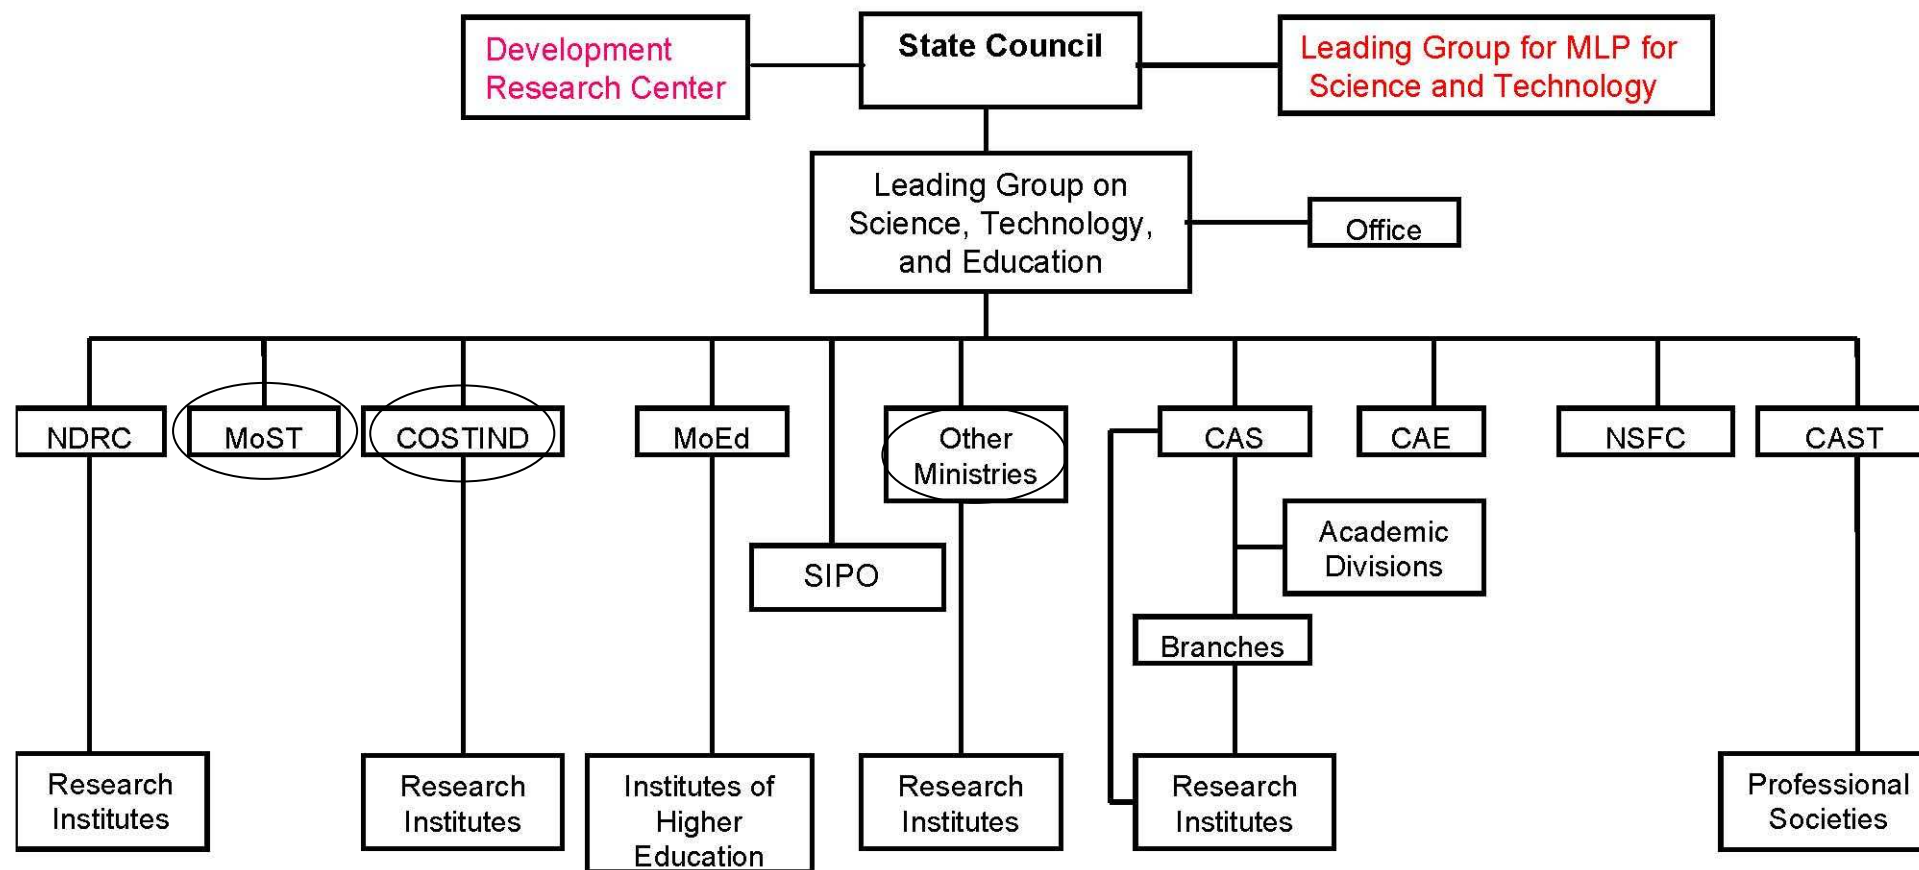 Development
Research Center
State Council
Leading Group for MLP for
Science and Technology
Leading Group on
Science, Technology,
and Education
Office
NDRC
MoST
COSTIND
MoEd
Other
Ministries
CAS
CAE
NSFC
CAST
SIPO
Academic
Divisions
Branches
Research
Institutes
Research
Institutes
Institutes of
Higher
Education
Research
Institutes
Research
Institutes
Professional
Societies